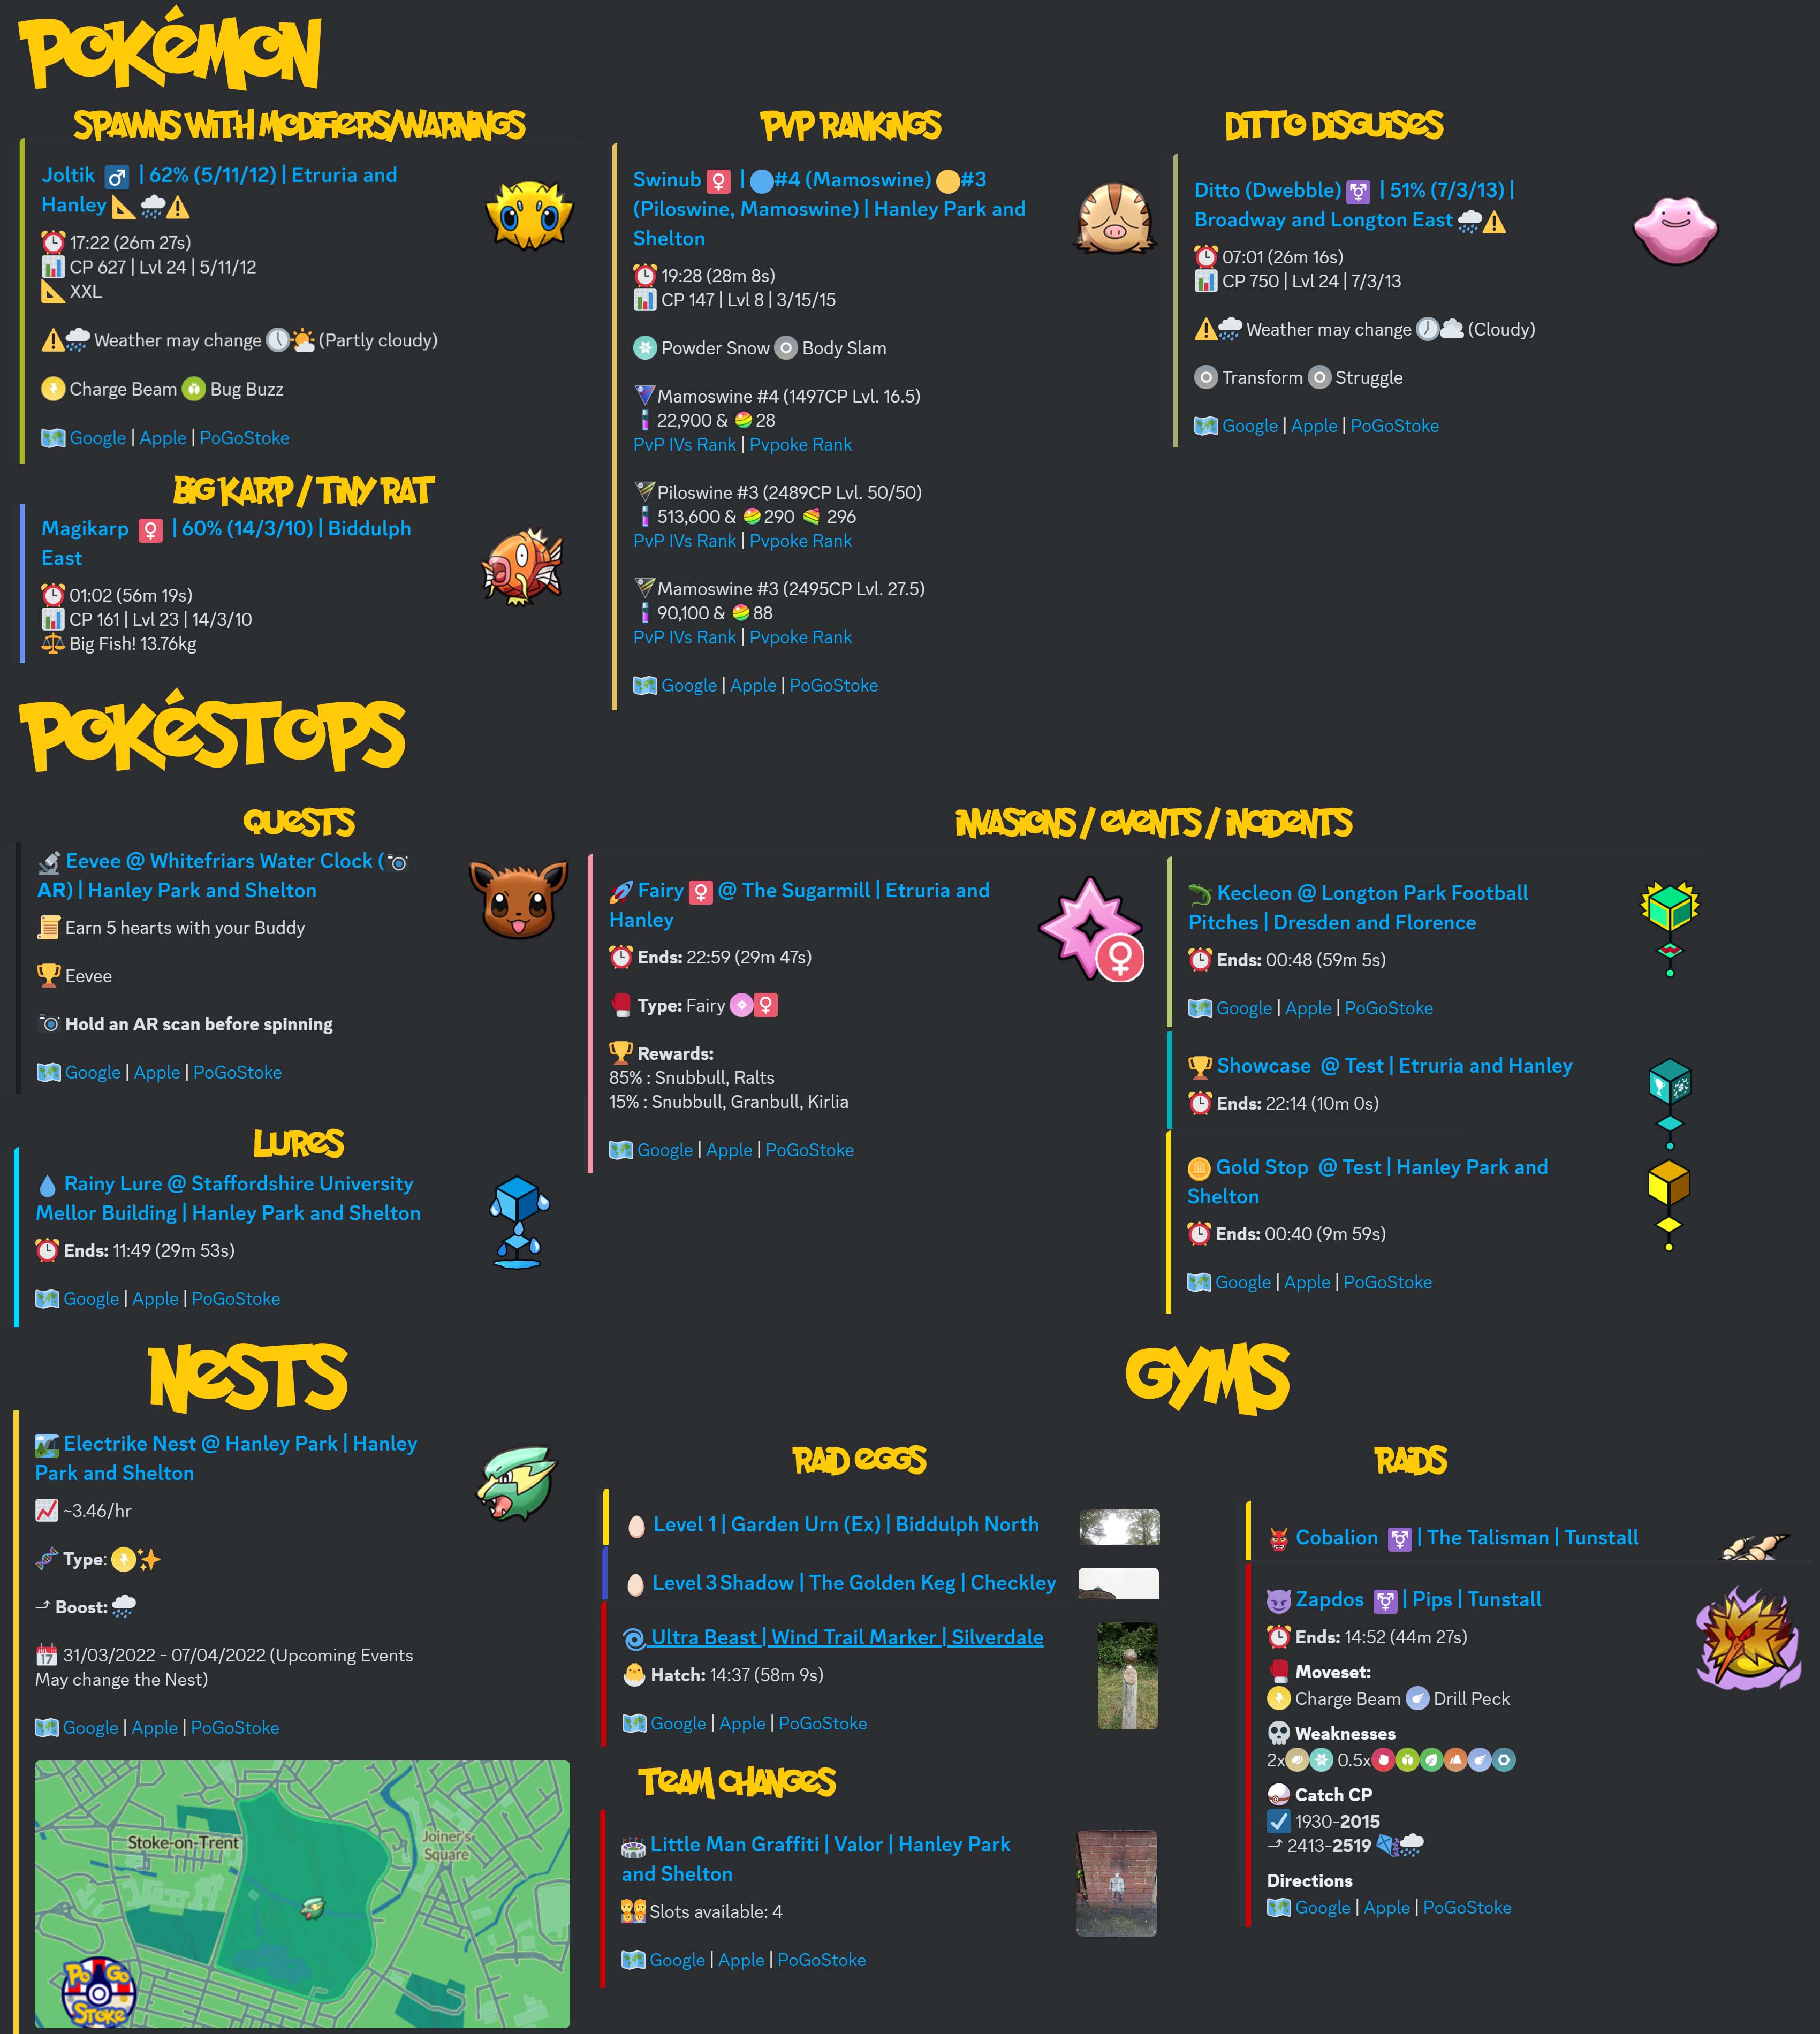 POKéMON
SPAWNS WITH MODIFIERS/WARNINGS
Joltik | 62% (5/11/12) | Etruria and
Hanley
17:22 (26m 27s)
CP 627 | Lvl 24 | 5/11/12
XXL
Weather may change (Partly cloudy)
Charge Beam Bug Buzz
Google | Apple | PoGoStoke
BIG KARP / TINY RAT
Magikarp | 60% (14/3/10) | Biddulph
East
01:02 (56m 19s)
CP 161 | Lvl 23 | 14/3/10
Big Fish! 13.76kg
PVP RANKINGS
Swinub | #4 (Mamoswine) #3
(Piloswine, Mamoswine) | Hanley Park and
Shelton
19:28 (28m 8s)
CP 147 | Lvl 8 | 3/15/15
Powder Snow Body Slam
Mamoswine #4 (1497CP Lvl. 16.5)
22,900 & 28
PvP IVs Rank | Pvpoke Rank
Piloswine #3 (2489CP Lvl. 50/50)
513,600 & 290 296
PvP IVs Rank | Pvpoke Rank
Mamoswine #3 (2495CP Lvl. 27.5)
90,100 & 88
PvP IVs Rank | Pvpoke Rank
Google | Apple | PoGoStoke
DITTO DISGUISES
Ditto (Dwebble) | 51% (7/3/13) |
Broadway and Longton East
07:01 (26m 16s)
CP 750 | Lvl 24 | 7/3/13
Weather may change (Cloudy)
Transform Struggle
Google | Apple | PoGoStoke
POKéSTOPS
QUESTS
Eevee @ Whitefriars Water Clock (
AR) | Hanley Park and Shelton
Earn 5 hearts with your Buddy
Eevee
Hold an AR scan before spinning
Google | Apple | PoGoStoke
LURES
Rainy Lure @ Staffordshire University
Mellor Building | Hanley Park and Shelton
Ends: 11:49 (29m 53s)
Google | Apple | PoGoStoke
INVASIONS / EVENTS / INCIDENTS
Fairy @ The Sugarmill | Etruria and
Hanley
Ends: 22:59 (29m 47s)
Type: Fairy
Rewards:
85% : Snubbull, Ralts
15% : Snubbull, Granbull, Kirlia
Google | Apple | PoGoStoke
Kecleon @ Longton Park Football
Pitches | Dresden and Florence
Ends: 00:48 (59m 5s)
Google | Apple | PoGoStoke
Showcase @ Test | Etruria and Hanley
Ends: 22:14 (10m 0s)
Gold Stop @ Test | Hanley Park and
Shelton
Ends: 00:40 (9m 59s)
Google | Apple | PoGoStoke
NESTS
Electrike Nest @ Hanley Park | Hanley
Park and Shelton
~3.46/hr
Type:
Boost:
31/03/2022 - 07/04/2022 (Upcoming Events
May change the Nest)
Google | Apple | PoGoStoke
Stoke-on-Trent
Joiner's
Square
PO GO
STOKE
GYMS
RAID EGGS
Level 1 | Garden Urn (Ex) | Biddulph North
Level 3 Shadow | The Golden Keg | Checkley
Ultra Beast | Wind Trail Marker | Silverdale
Hatch: 14:37 (58m 9s)
Google | Apple | PoGoStoke
TEAM CHANGES
Little Man Graffiti | Valor | Hanley Park
and Shelton
Slots available: 4
Google | Apple | PoGoStoke
RAIDS
Cobalion | The Talisman | Tunstall
Zapdos | Pips | Tunstall
Ends: 14:52 (44m 27s)
Moveset:
Charge Beam Drill Peck
Weaknesses
2x 0.5x
Catch CP
1930-2015
2413-2519
Directions
Google | Apple | PoGoStoke